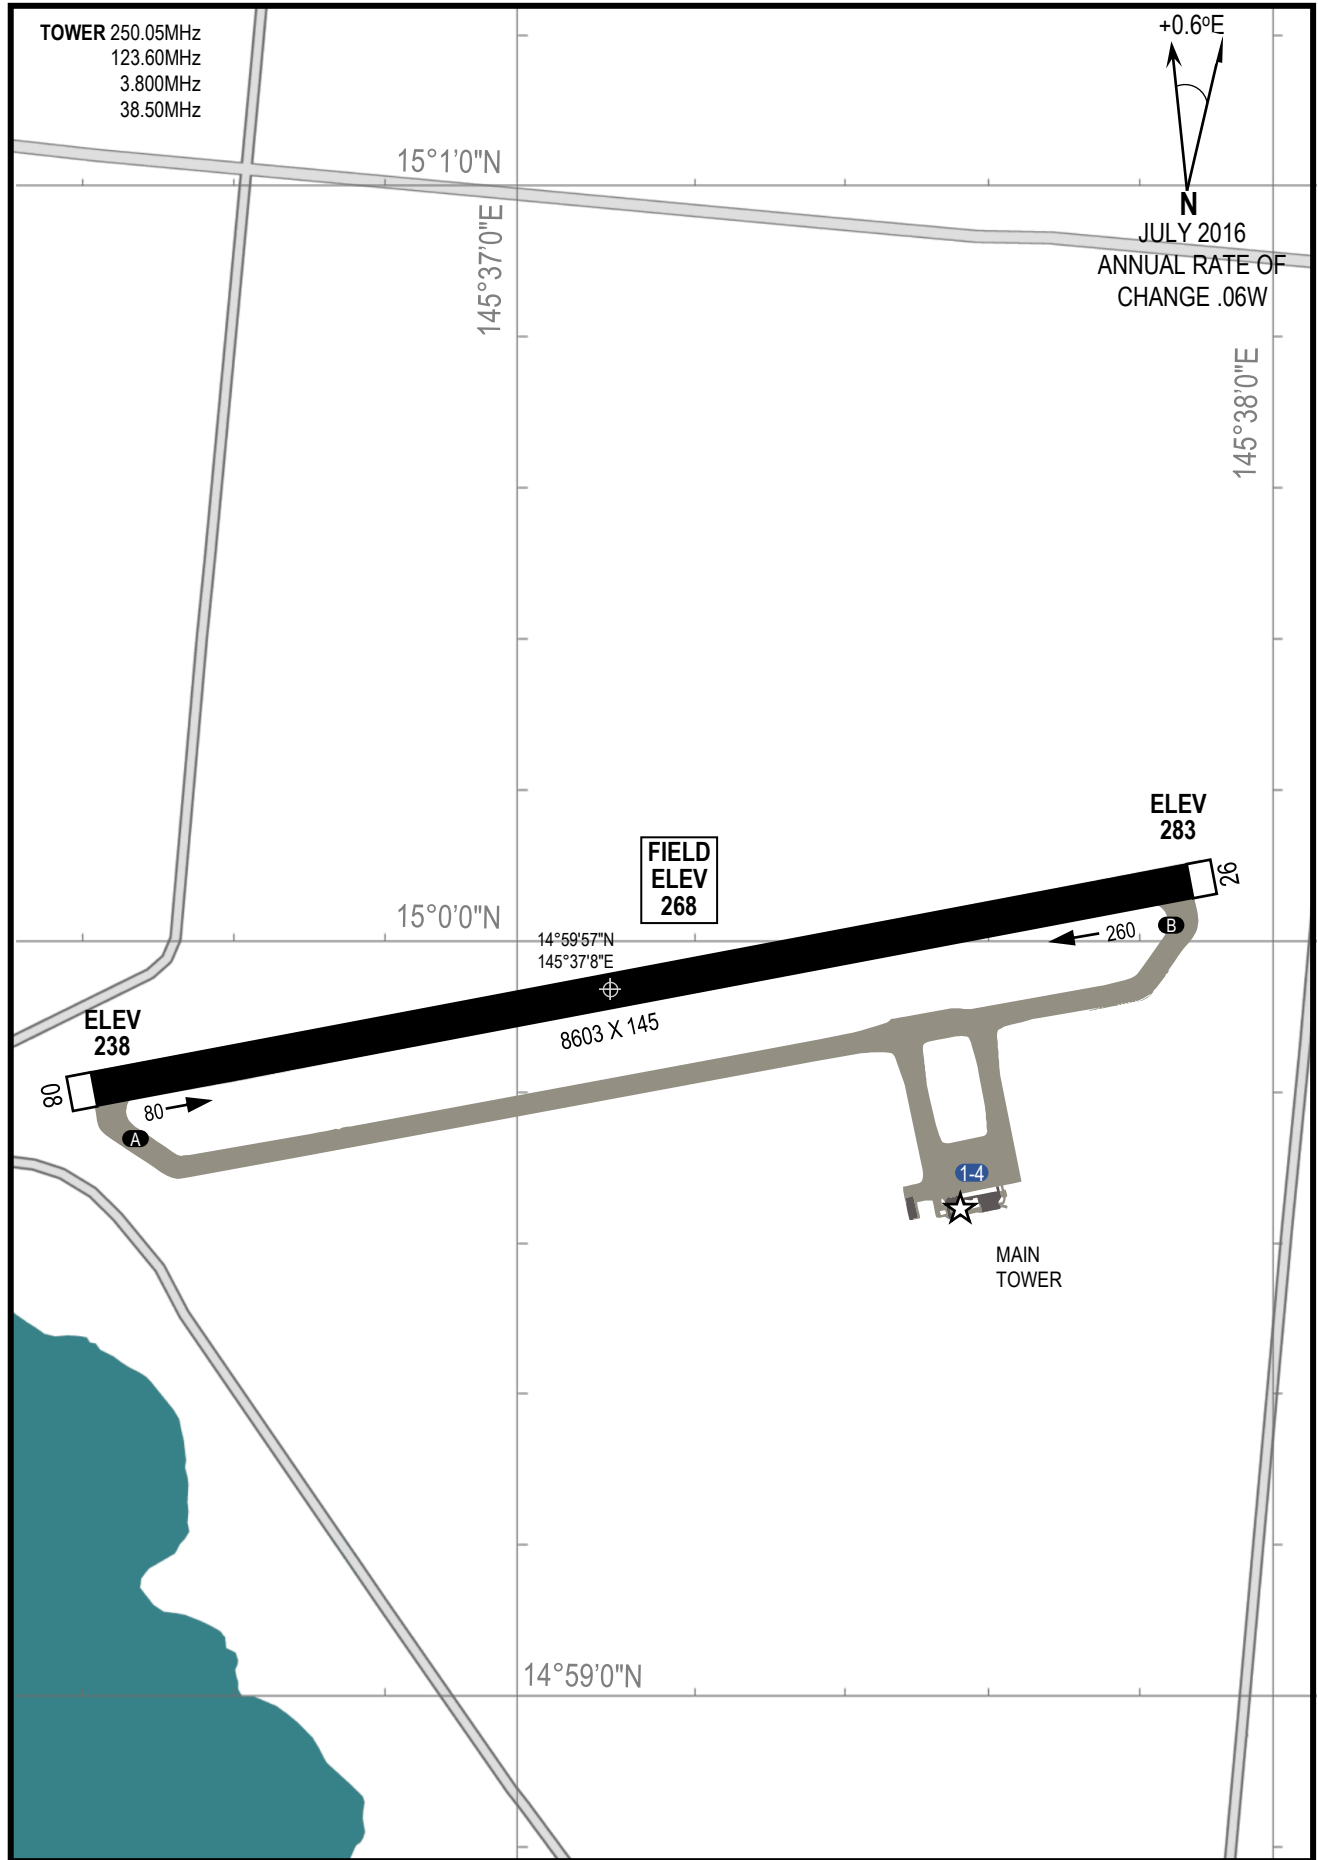 TOWER 250.05MHz
123.60MHz
3.800MHz
38.50MHz
+0.6°E
N
JULY 2016
ANNUAL RATE OF
CHANGE .06W
15°1'0"N
145°37'0"E
145°38'0"E
ELEV
283
26
FIELD
ELEV
268
15°0'0"N
14°59'57"N
145°37'8"E
260
B
8603 X 145
ELEV
238
08
80
A
1-4
MAIN
TOWER
14°59'0"N